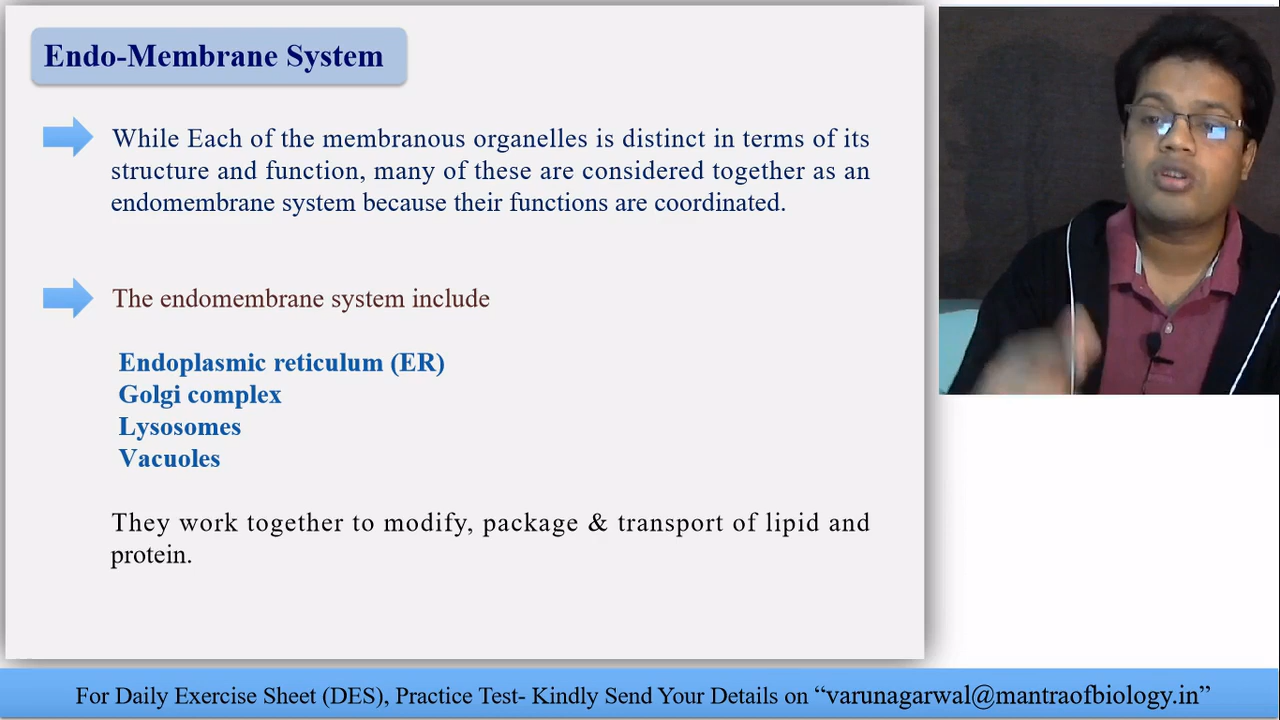 Endo-Membrane System
While Each of the membranous organelles is distinct in terms of its
structure and function, many of these are considered together as an
endomembrane system because their functions are coordinated.
The endomembrane system include
Endoplasmic reticulum (ER)
Golgi complex
Lysosomes
Vacuoles
They work together to modify, package & transport of lipid and
protein.
For Daily Exercise Sheet (DES), Practice Test- Kindly Send Your Details on “varunagarwal@mantraofbiology.in”